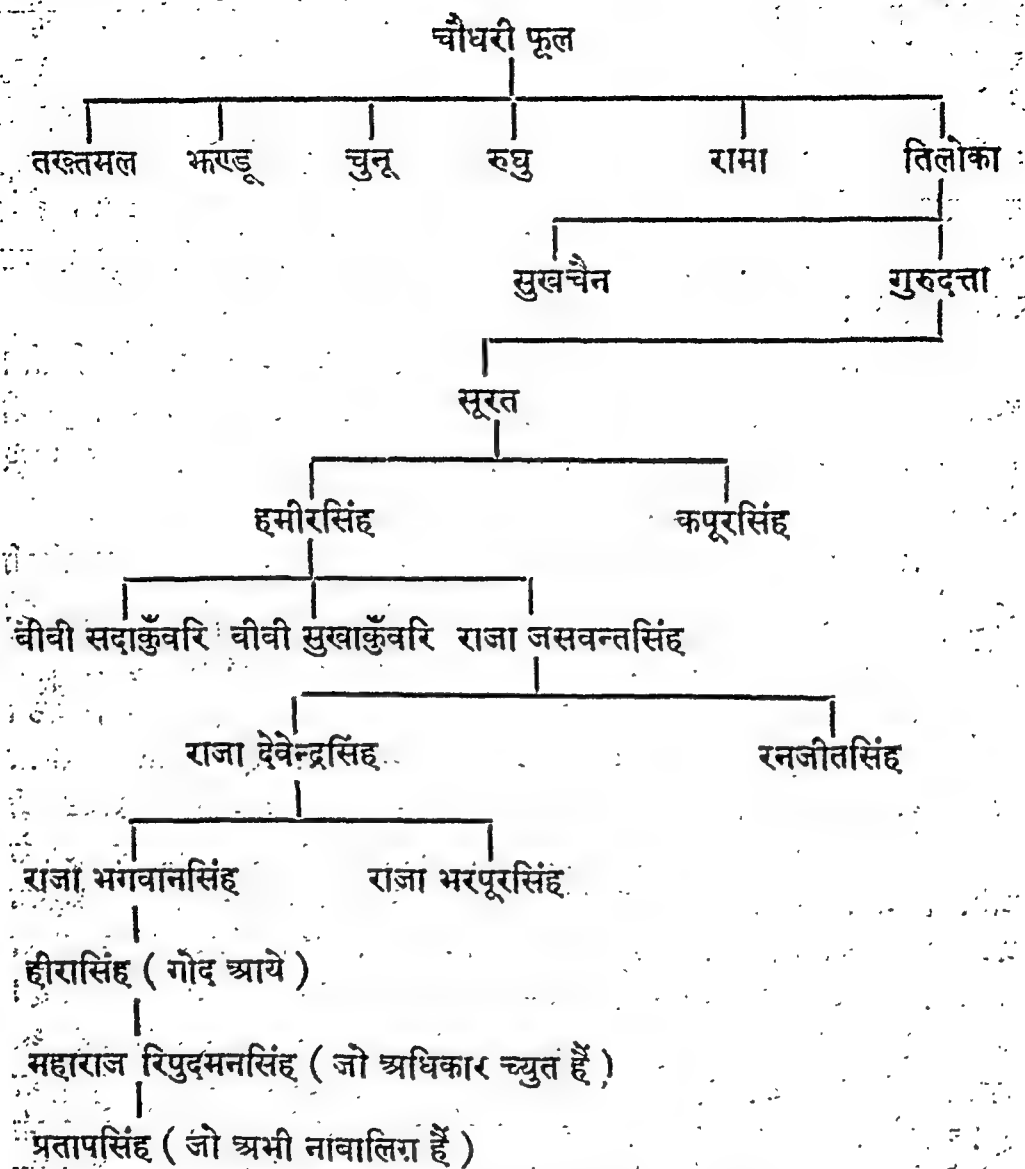 चौधरी फूल
तख्तमल झण्डू चुनू रुघु रामा तिलोका
सुखचैन गुरुदत्ता
सूरत
हमीरसिंह कपूरसिंह
वीवी सदाकुँवरि वीवी सुखाकुँवरि राजा जसवन्तसिंह
राजा देवेन्द्रसिंह रनजीतसिंह
राजा भगवानसिंह राजा भरपूरसिंह
हीरासिंह ( गोद आये )
महाराज रिपुदमनसिंह ( जो अधिकार च्युत हैं )
प्रतापसिंह ( जो अभी नावालिग़ हैं )